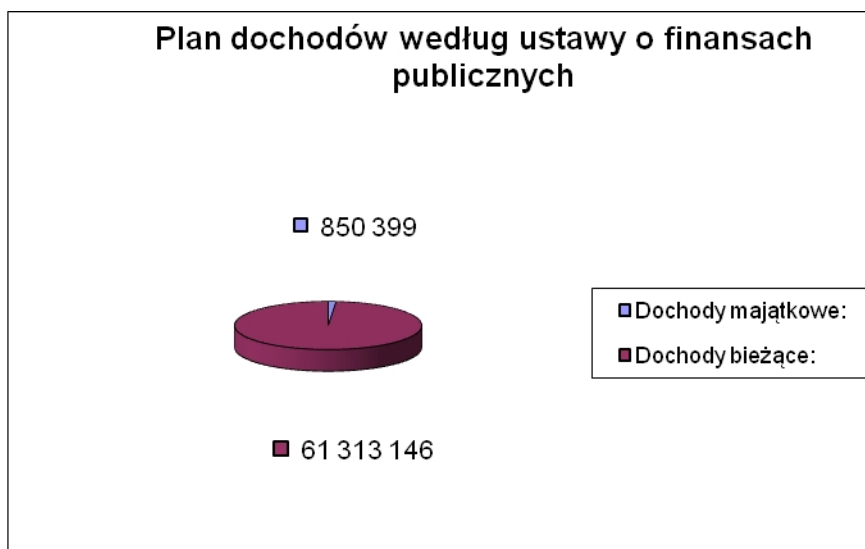 Plan dochodów według ustawy o finansach
publicznych
850 399
Dochody majątkowe:
Dochody bieżące:
61 313 146